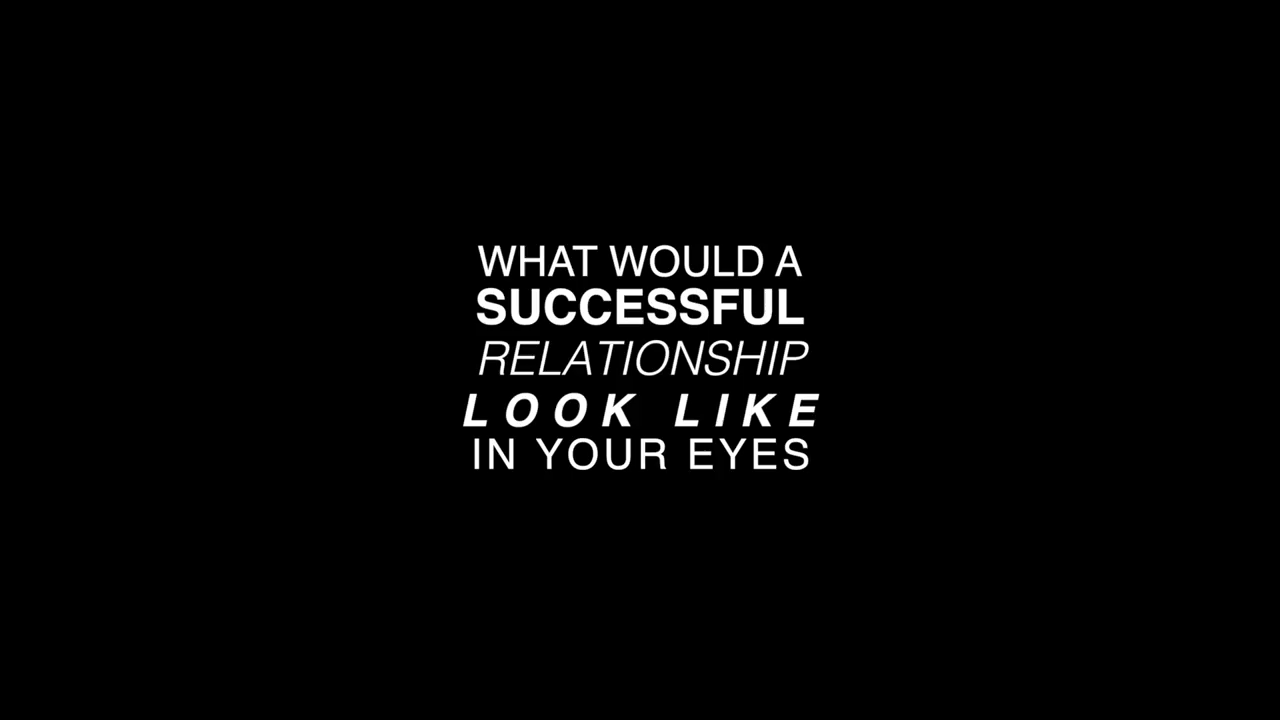 WHAT WOULD A
SUCCESSFUL
RELATIONSHIP
LOOK LIKE
IN YOUR EYES